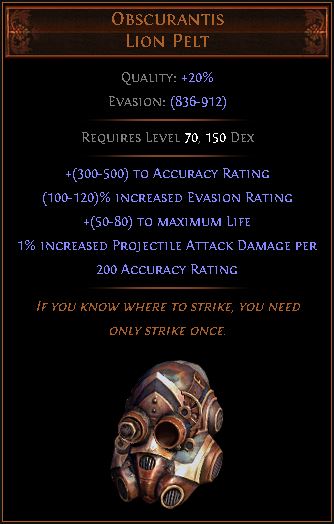 Obscurantis
Lion Pelt
Quality: +20%
Evasion: (836-912)
Requires Level 70, 150 Dex
+(300-500) to Accuracy Rating
(100-120)% increased Evasion Rating
+(50-80) to maximum Life
1% increased Projectile Attack Damage per
200 Accuracy Rating
If you know where to strike, you need
only strike once.